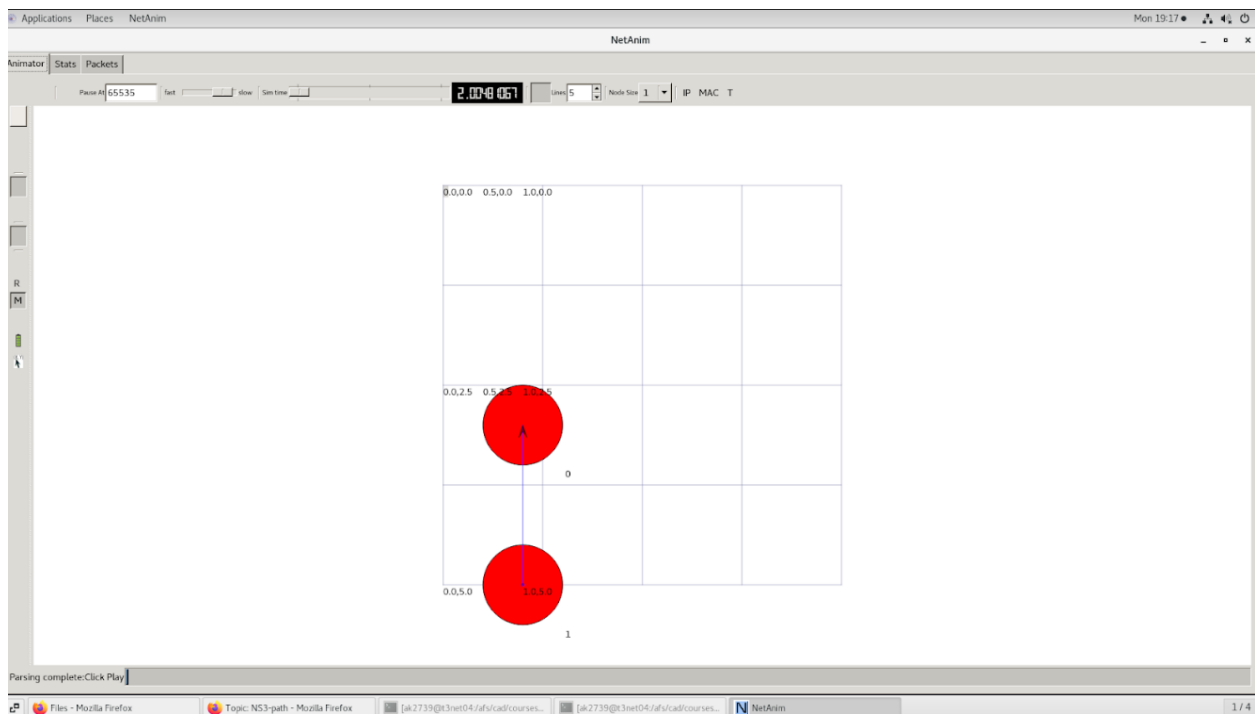 Applications Places NetAnim Mon 19:17
NetAnim
Animator Stats Packets
Pause At 65535 fast slow Sim time 2.00481067 Lines 5 Node Size 1 IP MAC T
0.0,0.0 0.5,0.0 1.0,0.0
R
M
0.0,2.5 0.5,2.5 1.0,2.5
0
0.0,5.0 1.0,5.0
1
Parsing complete:Click Play
Files - Mozilla Firefox Topic: NS3-path - Mozilla Firefox [ak2739@t3net04:/afs/cad/courses... [ak2739@t3net04:/afs/cad/courses... NetAnim 1 / 4